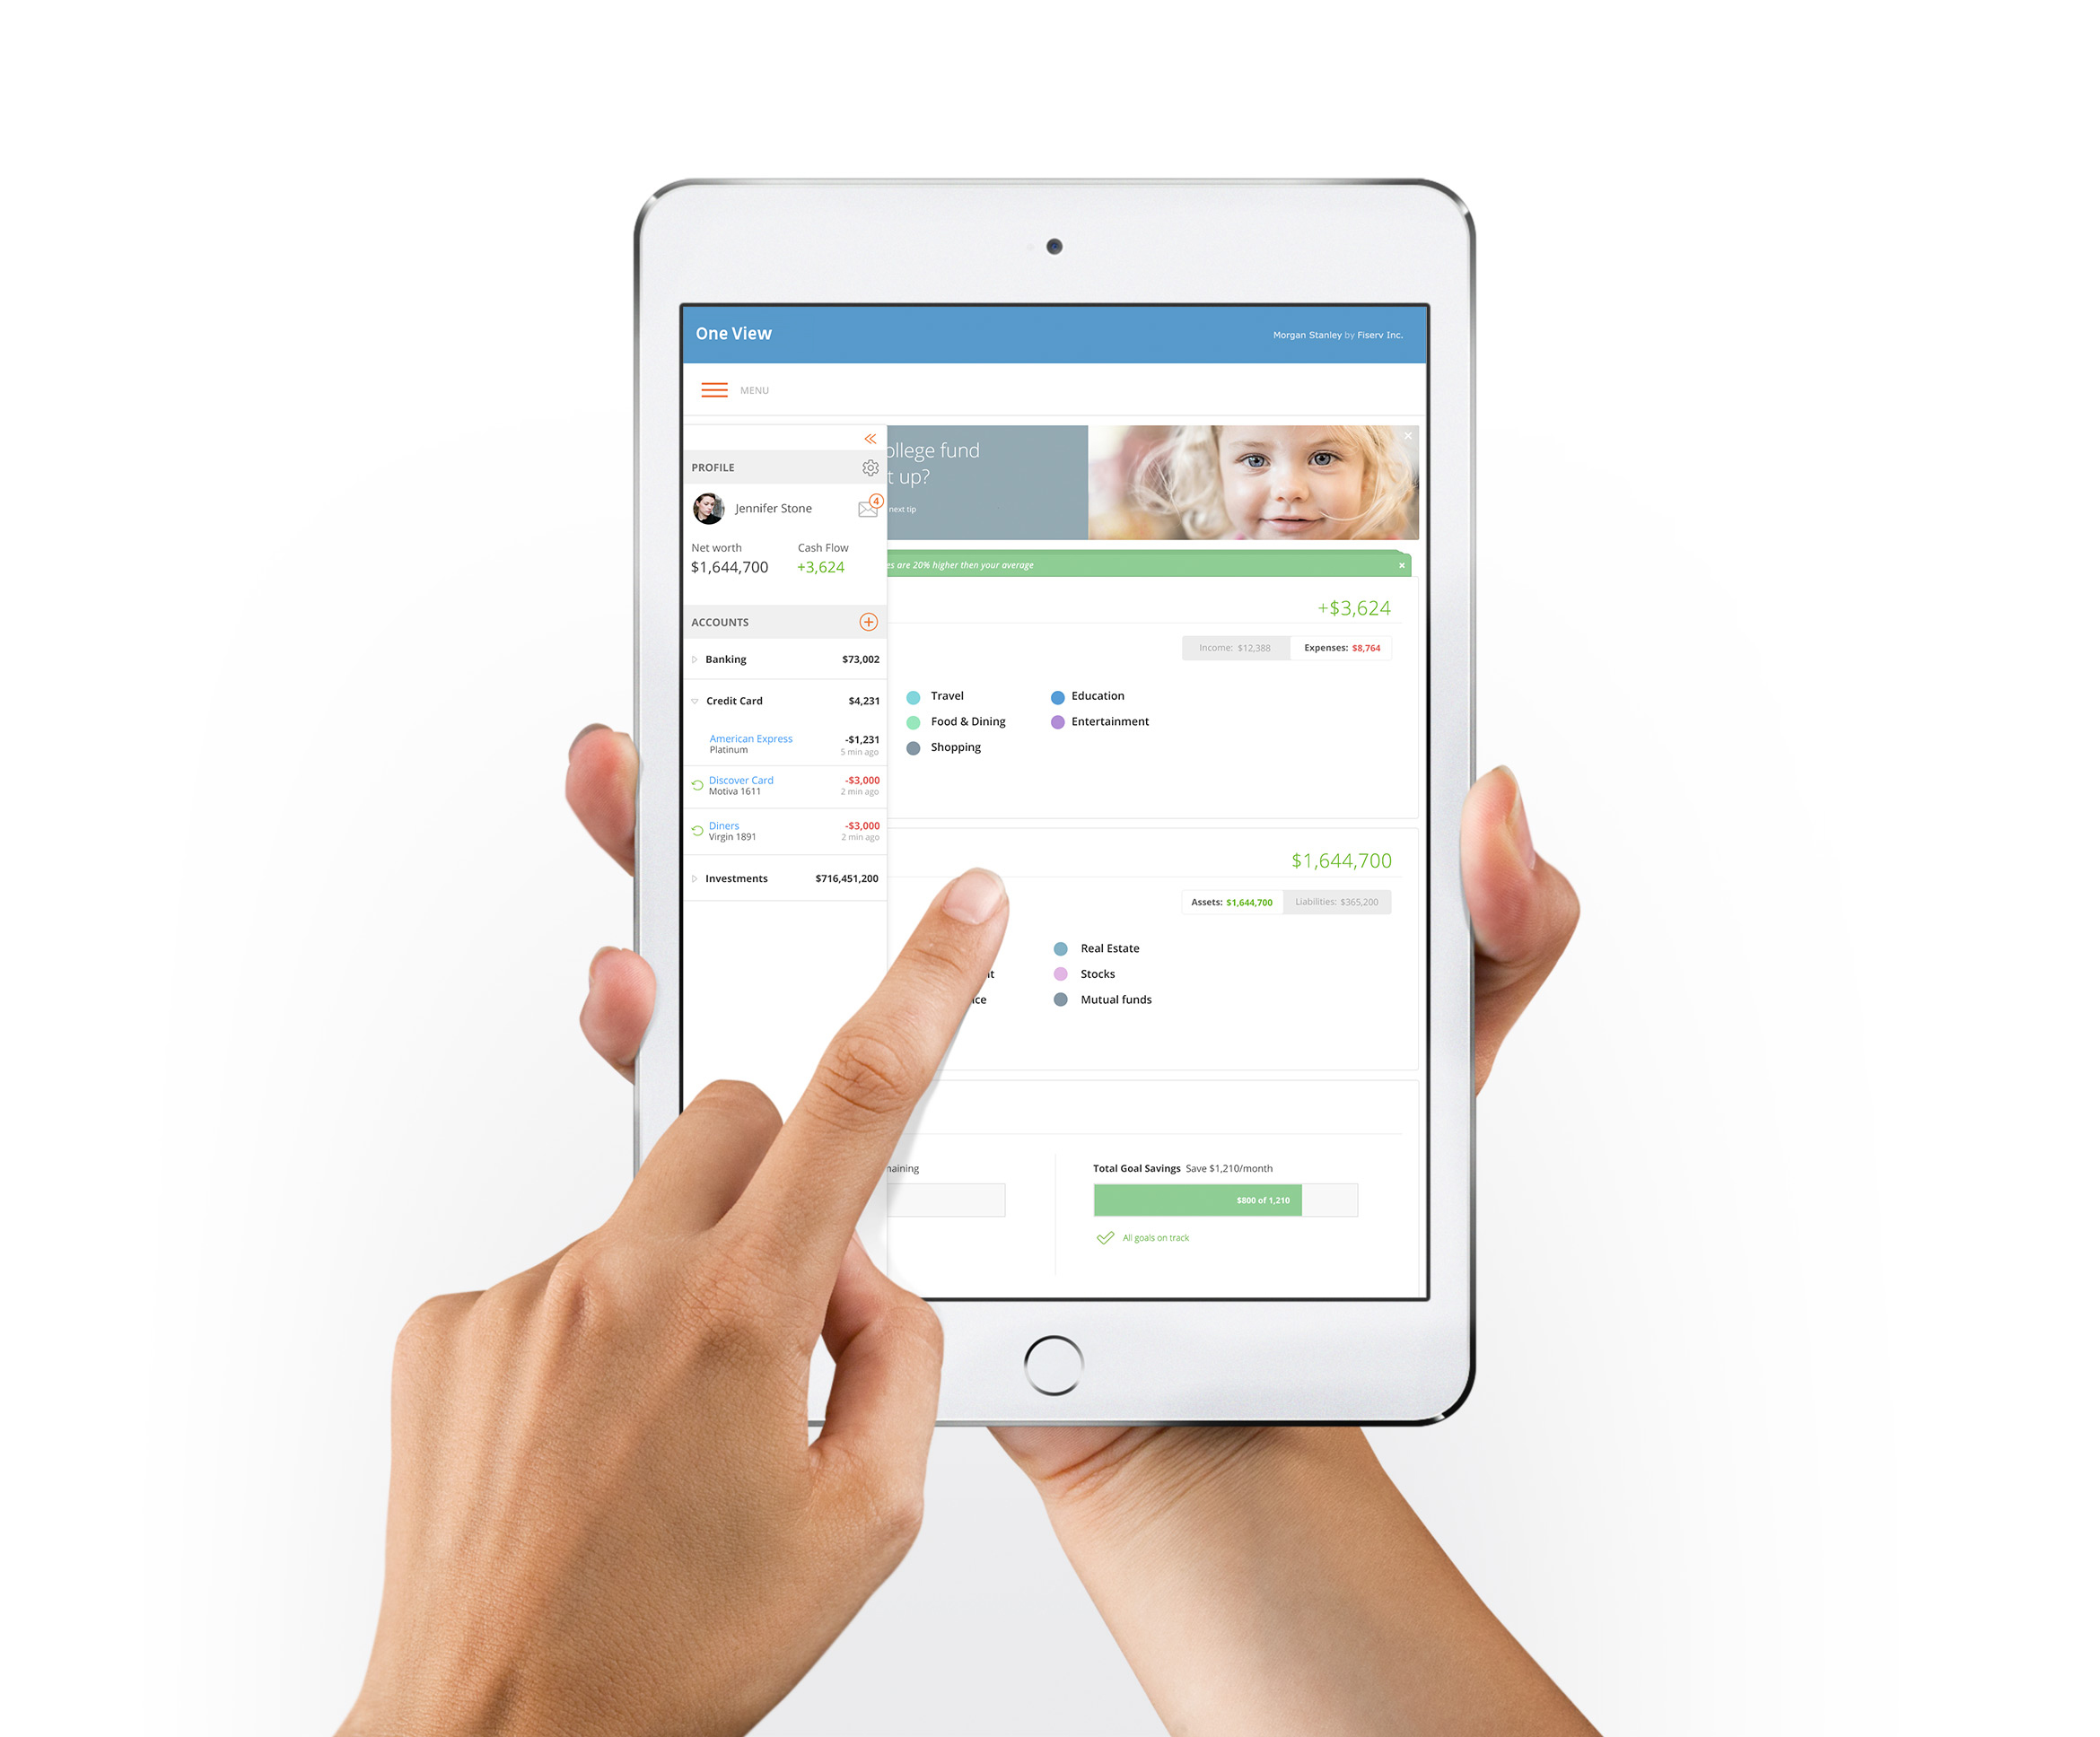 One View
Morgan Stanley by Fiserv Inc.
MENU
PROFILE
Jennifer Stone
4
Net worth
Cash Flow
$1,644,700
+3,624
ACCOUNTS
Banking
$73,002
Credit Card
$4,231
American Express
-$1,231
Platinum
5 min ago
Discover Card
-$3,000
Motiva 1611
2 min ago
Diners
-$3,000
Virgin 1891
2 min ago
Investments
$716,451,200
ollege fund
t up?
next tip
es are 20% higher then your average
+$3,624
Income: $12,388
Expenses: $8,764
Travel
Education
Food & Dining
Entertainment
Shopping
$1,644,700
Assets: $1,644,700
Liabilities: $365,200
Real Estate
Stocks
Mutual funds
Total Goal Savings Save $1,210/month
$800 of 1,210
All goals on track